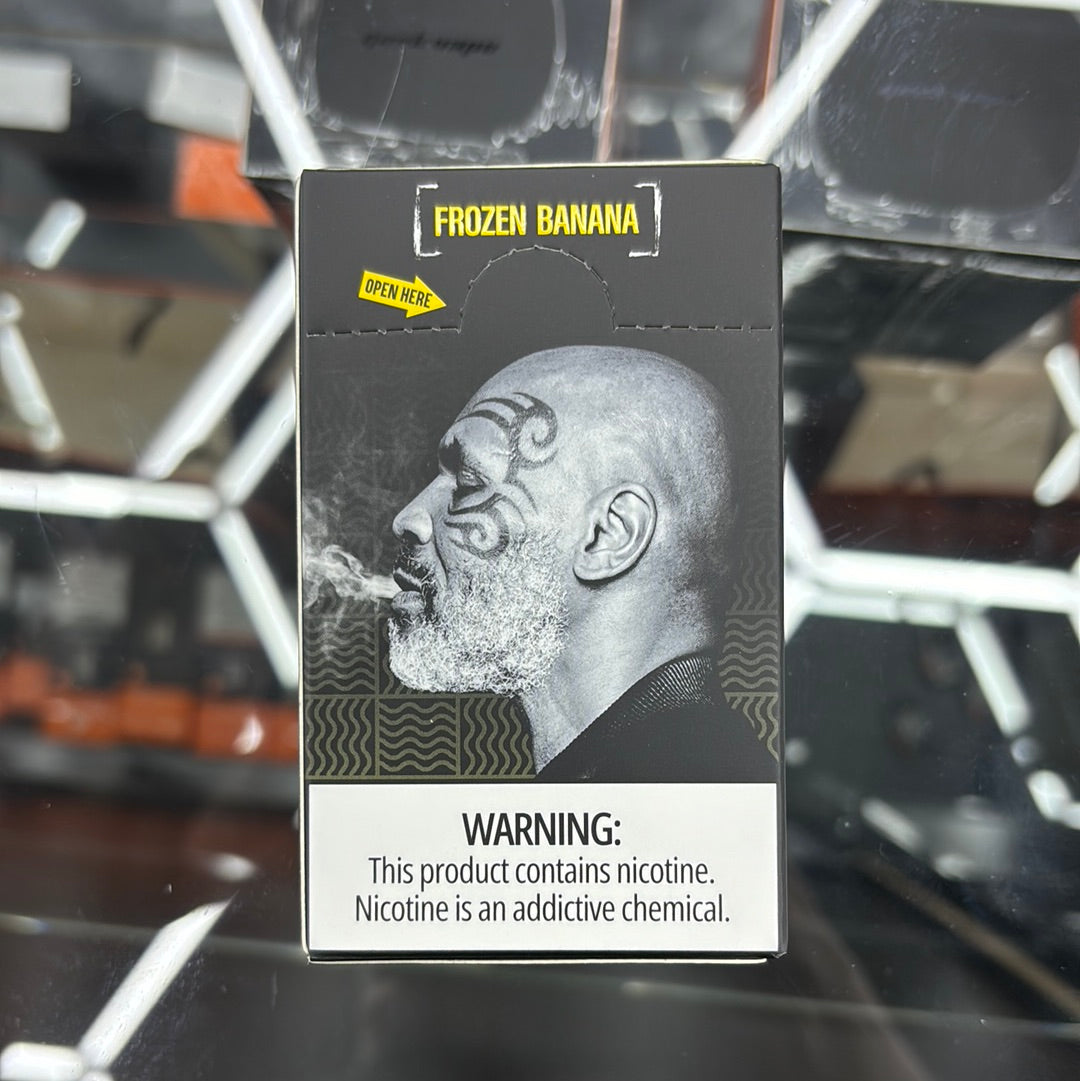 FROZEN BANANA
OPEN HERE
WARNING:
This product contains nicotine.
Nicotine is an addictive chemical.